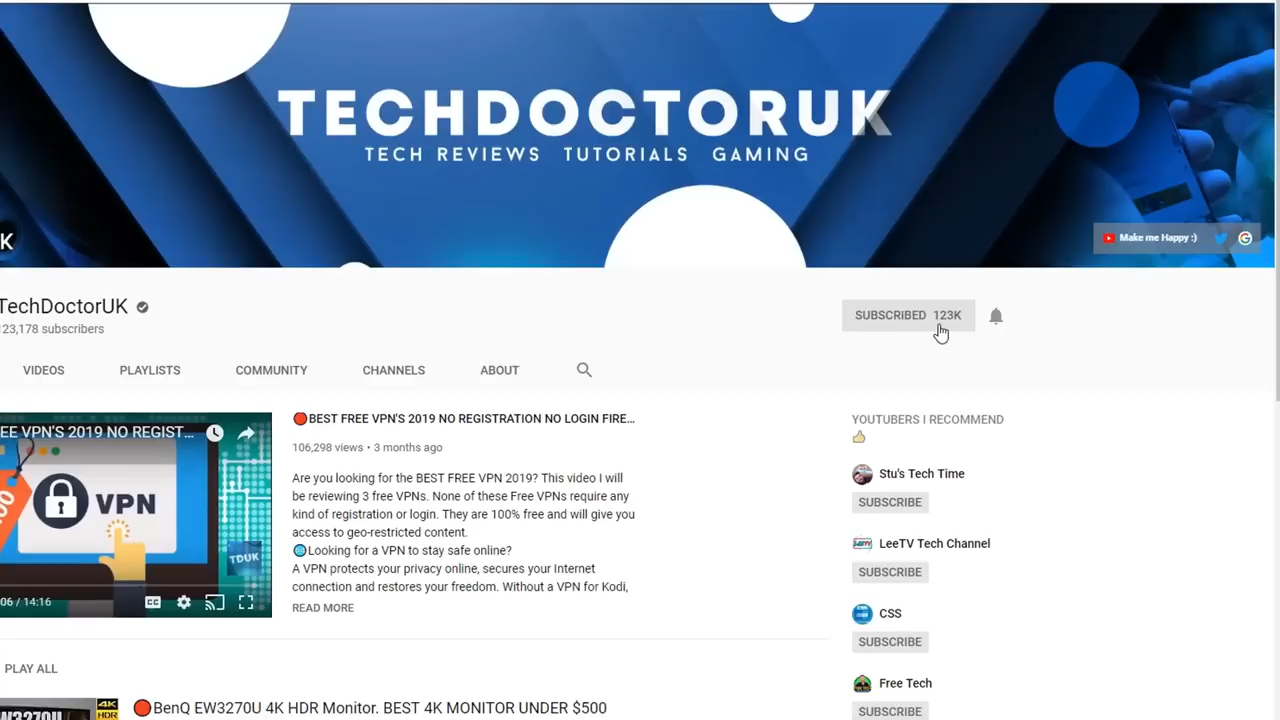 TECHDOCTORUK
TECH REVIEWS TUTORIALS GAMING
K
Make me Happy :)
TechDoctorUK
123,178 subscribers
SUBSCRIBED 123K
VIDEOS PLAYLISTS COMMUNITY CHANNELS ABOUT
EE VPN'S 2019 NO REGIST...
VPN
TDUK
CC
06 / 14:16
BEST FREE VPN'S 2019 NO REGISTRATION NO LOGIN FIRE...
106,298 views • 3 months ago
Are you looking for the BEST FREE VPN 2019? This video I will
be reviewing 3 free VPNs. None of these Free VPNs require any
kind of registration or login. They are 100% free and will give you
access to geo-restricted content.
Looking for a VPN to stay safe online?
A VPN protects your privacy online, secures your Internet
connection and restores your freedom. Without a VPN for Kodi,
READ MORE
YOUTUBERS I RECOMMEND
Stu's Tech Time
SUBSCRIBE
LeeTV Tech Channel
SUBSCRIBE
CSS
SUBSCRIBE
Free Tech
SUBSCRIBE
PLAY ALL
4K
HDR
BenQ EW3270U 4K HDR Monitor. BEST 4K MONITOR UNDER $500